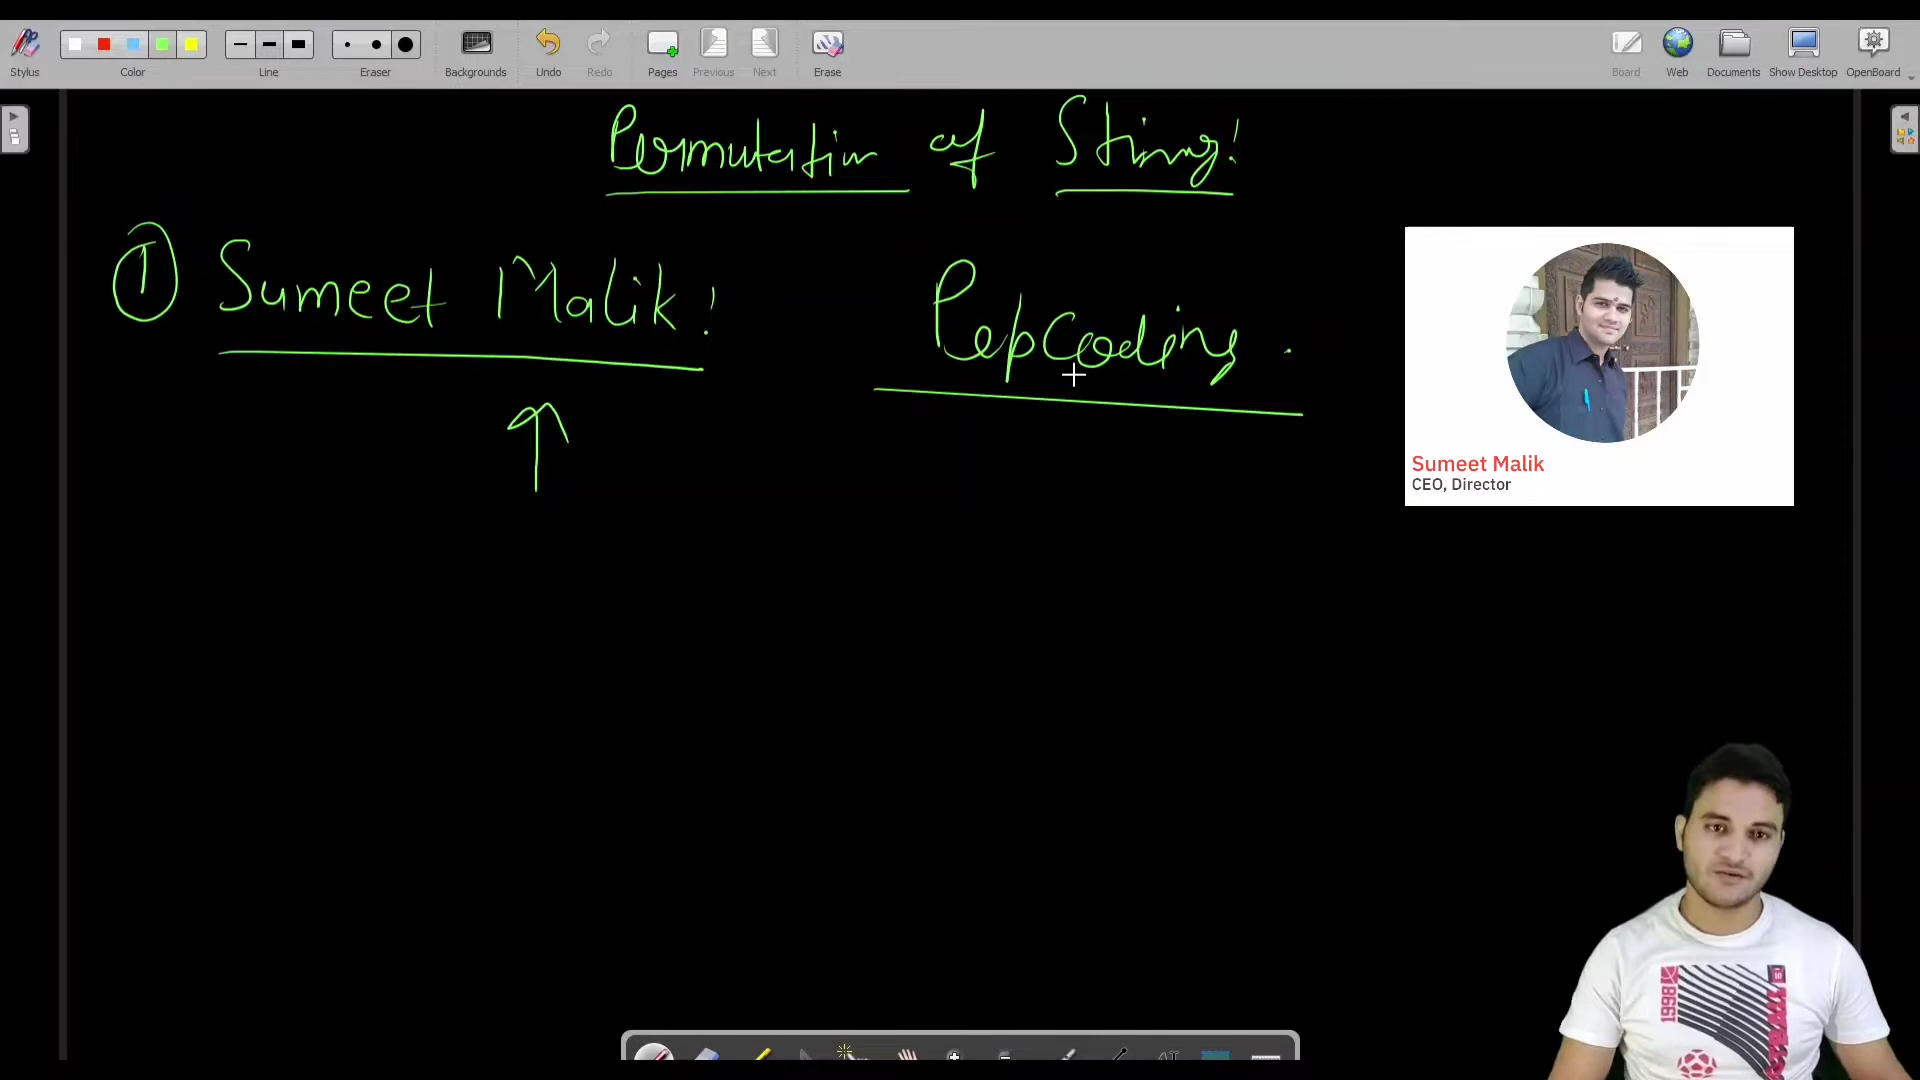 Stylus Color Line Eraser Backgrounds Undo Redo Pages Previous Next Erase Board Web Documents Show Desktop OpenBoard
Permutation of String!
① Sumeet Malik!
Pepcoding.
Sumeet Malik
CEO, Director
1998